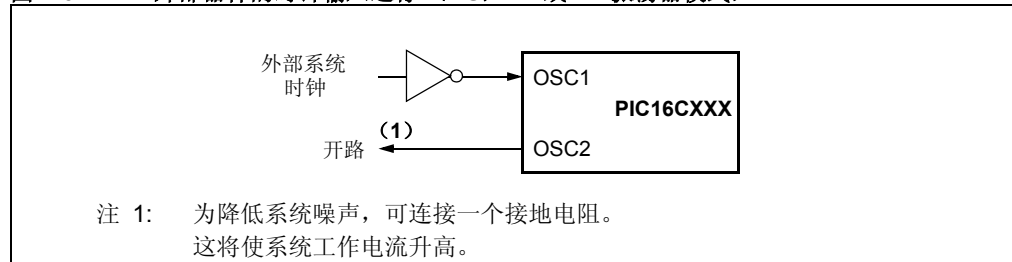 外部系统
时钟
OSC1
PIC16CXXX
(1)
开路
OSC2
注 1: 为降低系统噪声，可连接一个接地电阻。
这将使系统工作电流升高。